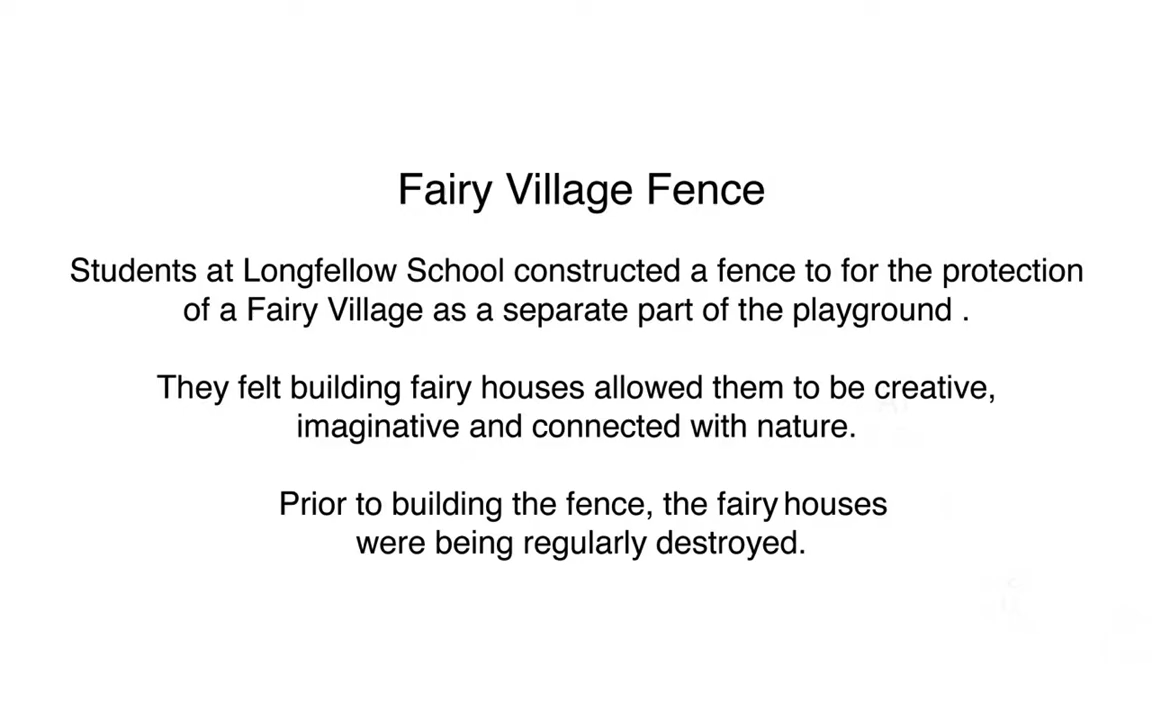 Fairy Village Fence
Students at Longfellow School constructed a fence to for the protection
of a Fairy Village as a separate part of the playground .
They felt building fairy houses allowed them to be creative,
imaginative and connected with nature.
Prior to building the fence, the fairy houses
were being regularly destroyed.